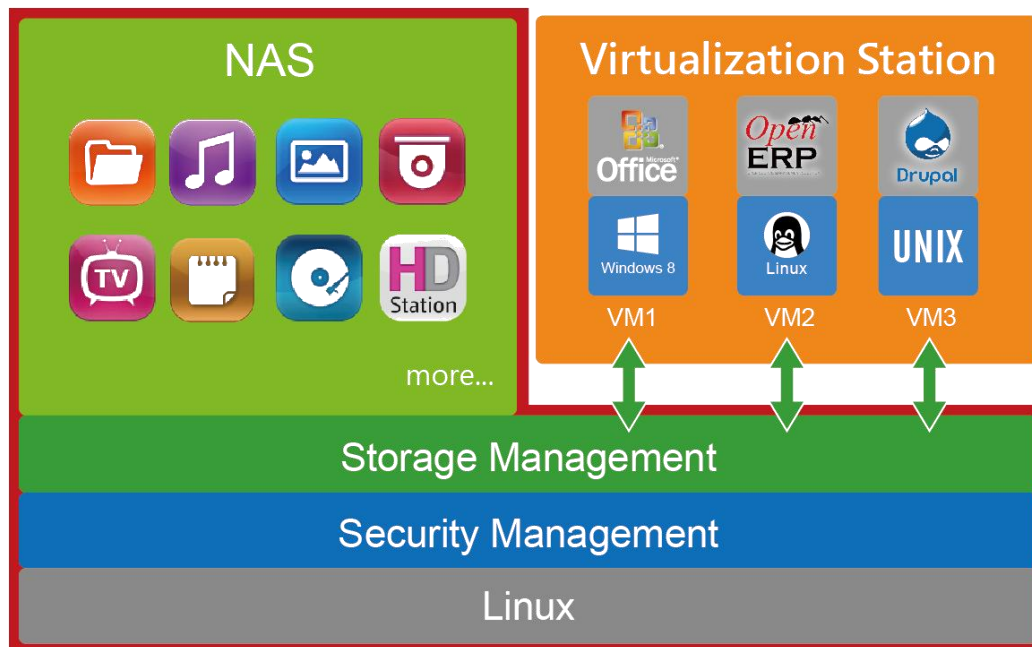 NAS
TV
HD
Station
more...
Virtualization Station
Microsoft
Office
Open
ERP
Drupal
Windows 8
Linux
UNIX
VM1
VM2
VM3
Storage Management
Security Management
Linux